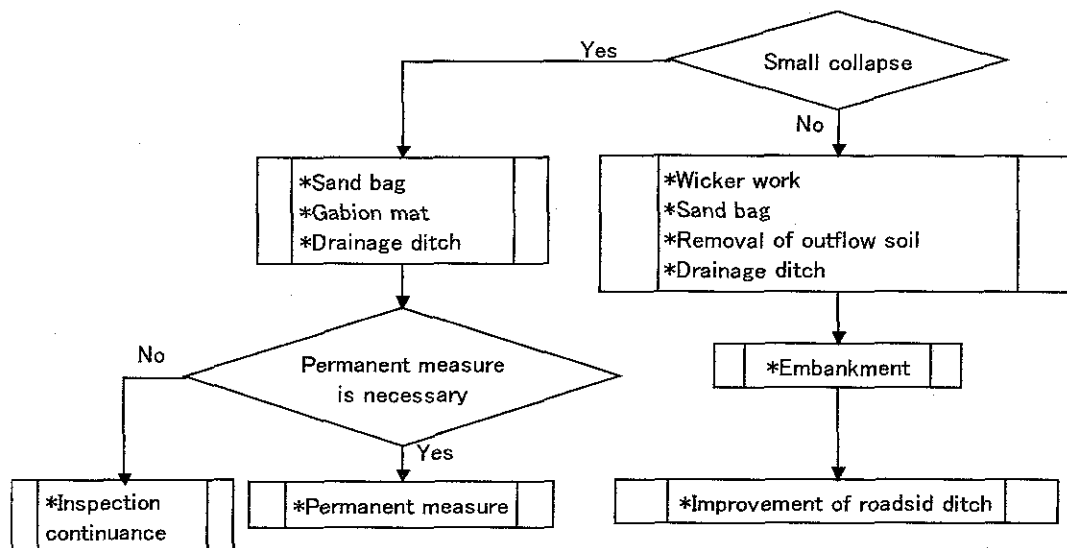 Yes
Small collapse
No
*Sand bag
*Gabion mat
*Drainage ditch
*Wicker work
*Sand bag
*Removal of outflow soil
*Drainage ditch
No
Permanent measure
is necessary
*Embankment
Yes
*Inspection
continuance
*Permanent measure
*Improvement of roadsid ditch